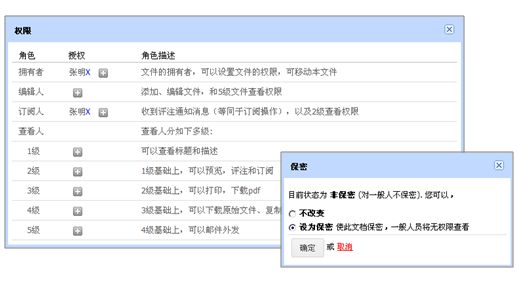 权限
角色 授权 角色描述
拥有者 张明X 文件的拥有者，可以设置文件的权限，可移动本文件
编辑人 添加、编辑文件，和5级文件查看权限
订阅人 张明X 收到评注通知消息（等同于订阅操作），以及2级查看权限
查看人 查看人分如下多级:
1级 可以查看标题和描述
2级 1级基础上，可以预览，评注和订阅
3级 2级基础上，可以打印，下载pdf
4级 3级基础上，可以下载原始文件、复制
5级 4级基础上，可以邮件外发
保密
目前状态为 非保密 (对一般人不保密). 您可以，
不改变
设为保密 使此文档保密，一般人员将无权限查看
确定 或 取消